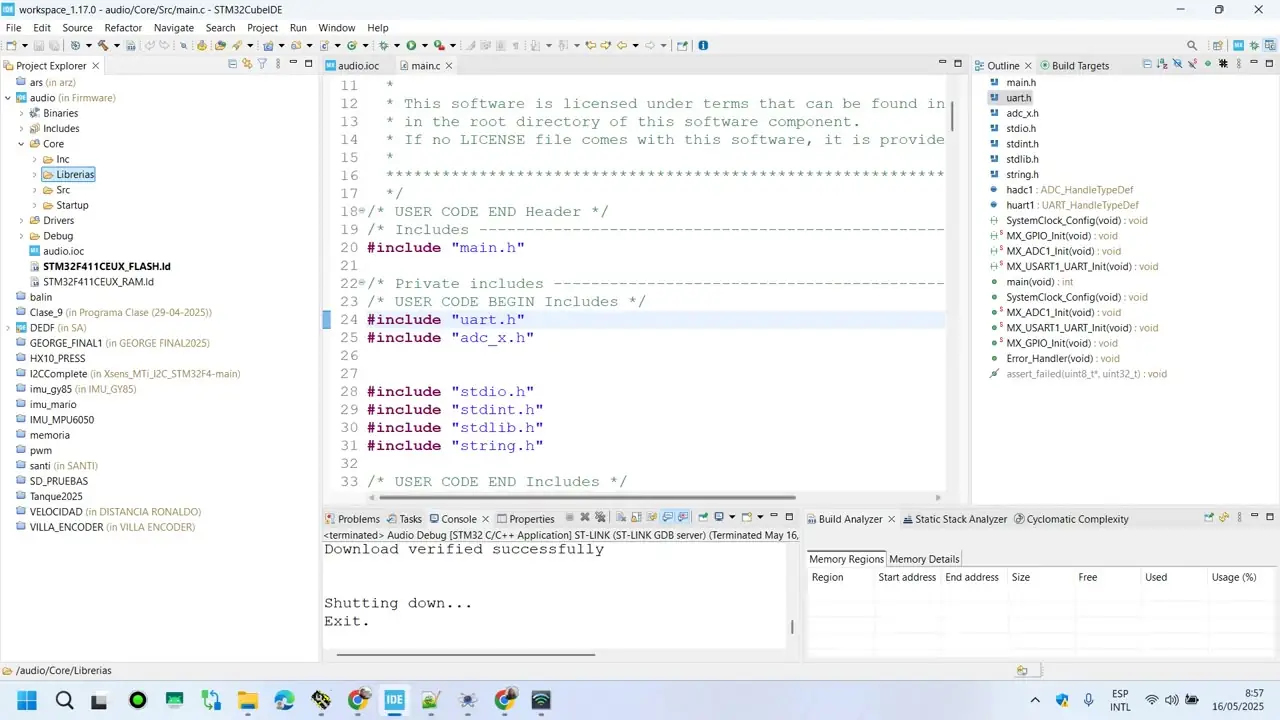 workspace_1.17.0 - audio/Core/Src/main.c - STM32CubeIDE
File Edit Source Refactor Navigate Search Project Run Window Help
Project Explorer
ars (in arz)
audio (in Firmware)
Binaries
Includes
Core
Inc
Librerias
Src
Startup
Drivers
Debug
audio.ioc
STM32F411CEUX_FLASH.ld
STM32F411CEUX_RAM.ld
balin
Clase_9 (in Programa Clase (29-04-2025))
DEDF (in SA)
GEORGE_FINAL1 (in GEORGE FINAL2025)
HX10_PRESS
I2CComplete (in Xsens_MTi_I2C_STM32F4-main)
imu_gy85 (in IMU_GY85)
imu_mario
IMU_MPU6050
memoria
pwm
santi (in SANTI)
SD_PRUEBAS
Tanque2025
VELOCIDAD (in DISTANCIA RONALDO)
VILLA_ENCODER (in VILLA ENCODER)
audio.ioc main.c
11 *
12 * This software is licensed under terms that can be found in
13 * in the root directory of this software component.
14 * If no LICENSE file comes with this software, it is provide
15 *
16 ************************************************************
17 */
18 /* USER CODE END Header */
19 /* Includes --------------------------------------------------
20 #include "main.h"
21
22 /* Private includes ------------------------------------------
23 /* USER CODE BEGIN Includes */
24 #include "uart.h"
25 #include "adc_x.h"
26
27
28 #include "stdio.h"
29 #include "stdint.h"
30 #include "stdlib.h"
31 #include "string.h"
32
33 /* USER CODE END Includes */
Outline Build Targets
main.h
uart.h
adc_x.h
stdio.h
stdint.h
stdlib.h
string.h
hadc1 : ADC_HandleTypeDef
huart1 : UART_HandleTypeDef
SystemClock_Config(void) : void
MX_GPIO_Init(void) : void
MX_ADC1_Init(void) : void
MX_USART1_UART_Init(void) : void
main(void) : int
SystemClock_Config(void) : void
MX_ADC1_Init(void) : void
MX_USART1_UART_Init(void) : void
MX_GPIO_Init(void) : void
Error_Handler(void) : void
assert_failed(uint8_t*, uint32_t) : void
Problems Tasks Console Properties
<terminated> Audio Debug [STM32 C/C++ Application] ST-LINK (ST-LINK GDB server) (Terminated May 16,
Download verified successfully
Shutting down...
Exit.
Build Analyzer Static Stack Analyzer Cyclomatic Complexity
Memory Regions Memory Details
Region Start address End address Size Free Used Usage (%)
/audio/Core/Librerias
IDE
ESP
INTL
8:57
16/05/2025